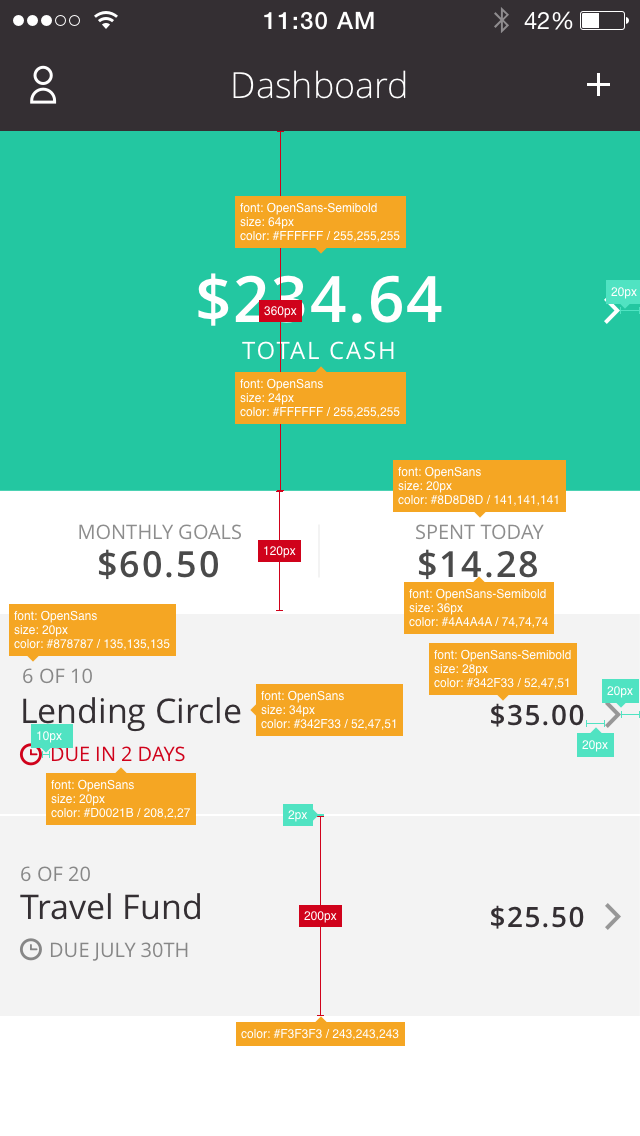 11:30 AM
42%
Dashboard
font: OpenSans-Semibold
size: 64px
color: #FFFFFF / 255,255,255
$234.64
20px
360px
TOTAL CASH
font: OpenSans
size: 24px
color: #FFFFFF / 255,255,255
font: OpenSans
size: 20px
color: #8D8D8D / 141,141,141
MONTHLY GOALS
SPENT TODAY
120px
$60.50
$14.28
font: OpenSans-Semibold
size: 36px
color: #4A4A4A / 74,74,74
font: OpenSans
size: 20px
color: #878787 / 135,135,135
font: OpenSans-Semibold
size: 28px
color: #342F33 / 52,47,51
6 OF 10
Lending Circle
font: OpenSans
size: 34px
color: #342F33 / 52,47,51
$35.00
20px
20px
10px
DUE IN 2 DAYS
font: OpenSans
size: 20px
color: #D0021B / 208,2,27
2px
6 OF 20
Travel Fund
200px
$25.50
DUE JULY 30TH
color: #F3F3F3 / 243,243,243